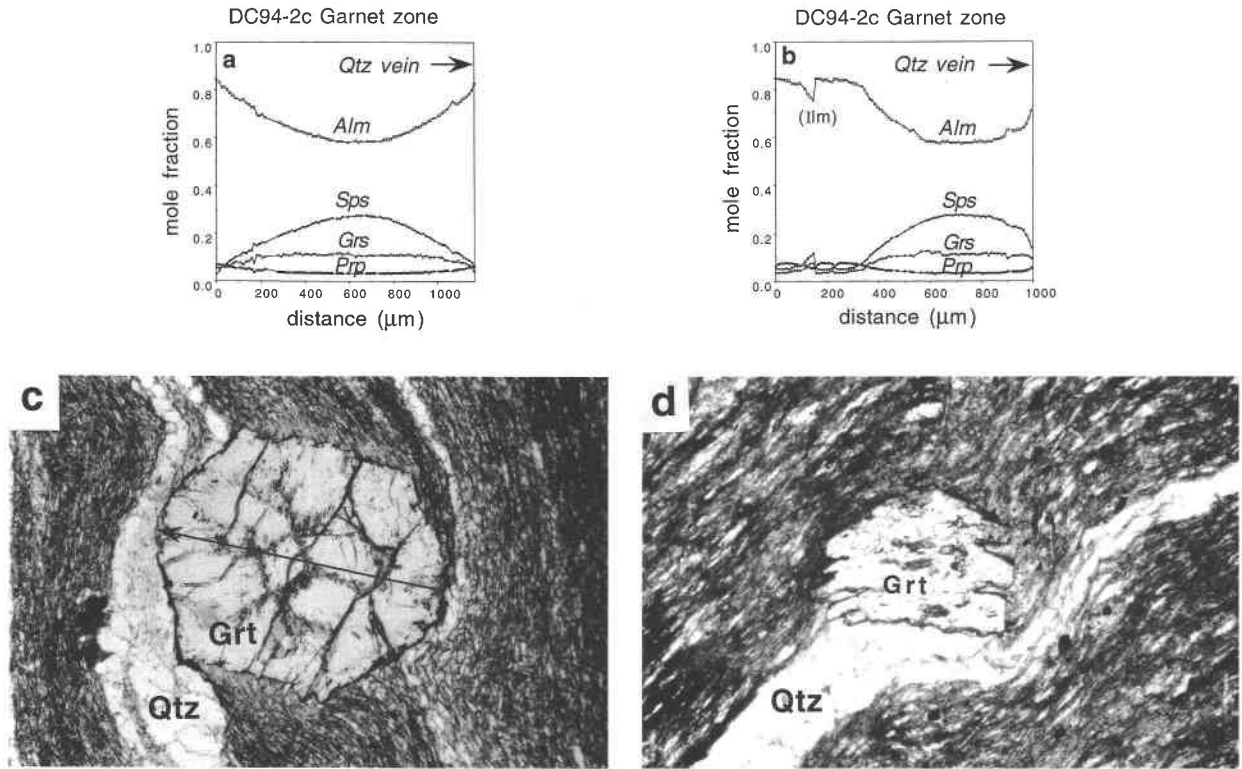 DC94-2c Garnet zone
1.0
0.8
0.6
0.4
0.2
0.0
mole fraction
a
Qtz vein
Alm
Sps
Grs
Prp
0 200 400 600 800 1000
distance (μm)
DC94-2c Garnet zone
1.0
0.8
0.6
0.4
0.2
0.0
mole fraction
b
Qtz vein
(Ilm)
Alm
Sps
Grs
Prp
0 200 400 600 800 1000
distance (μm)
c
Grt
Qtz
d
Grt
Qtz